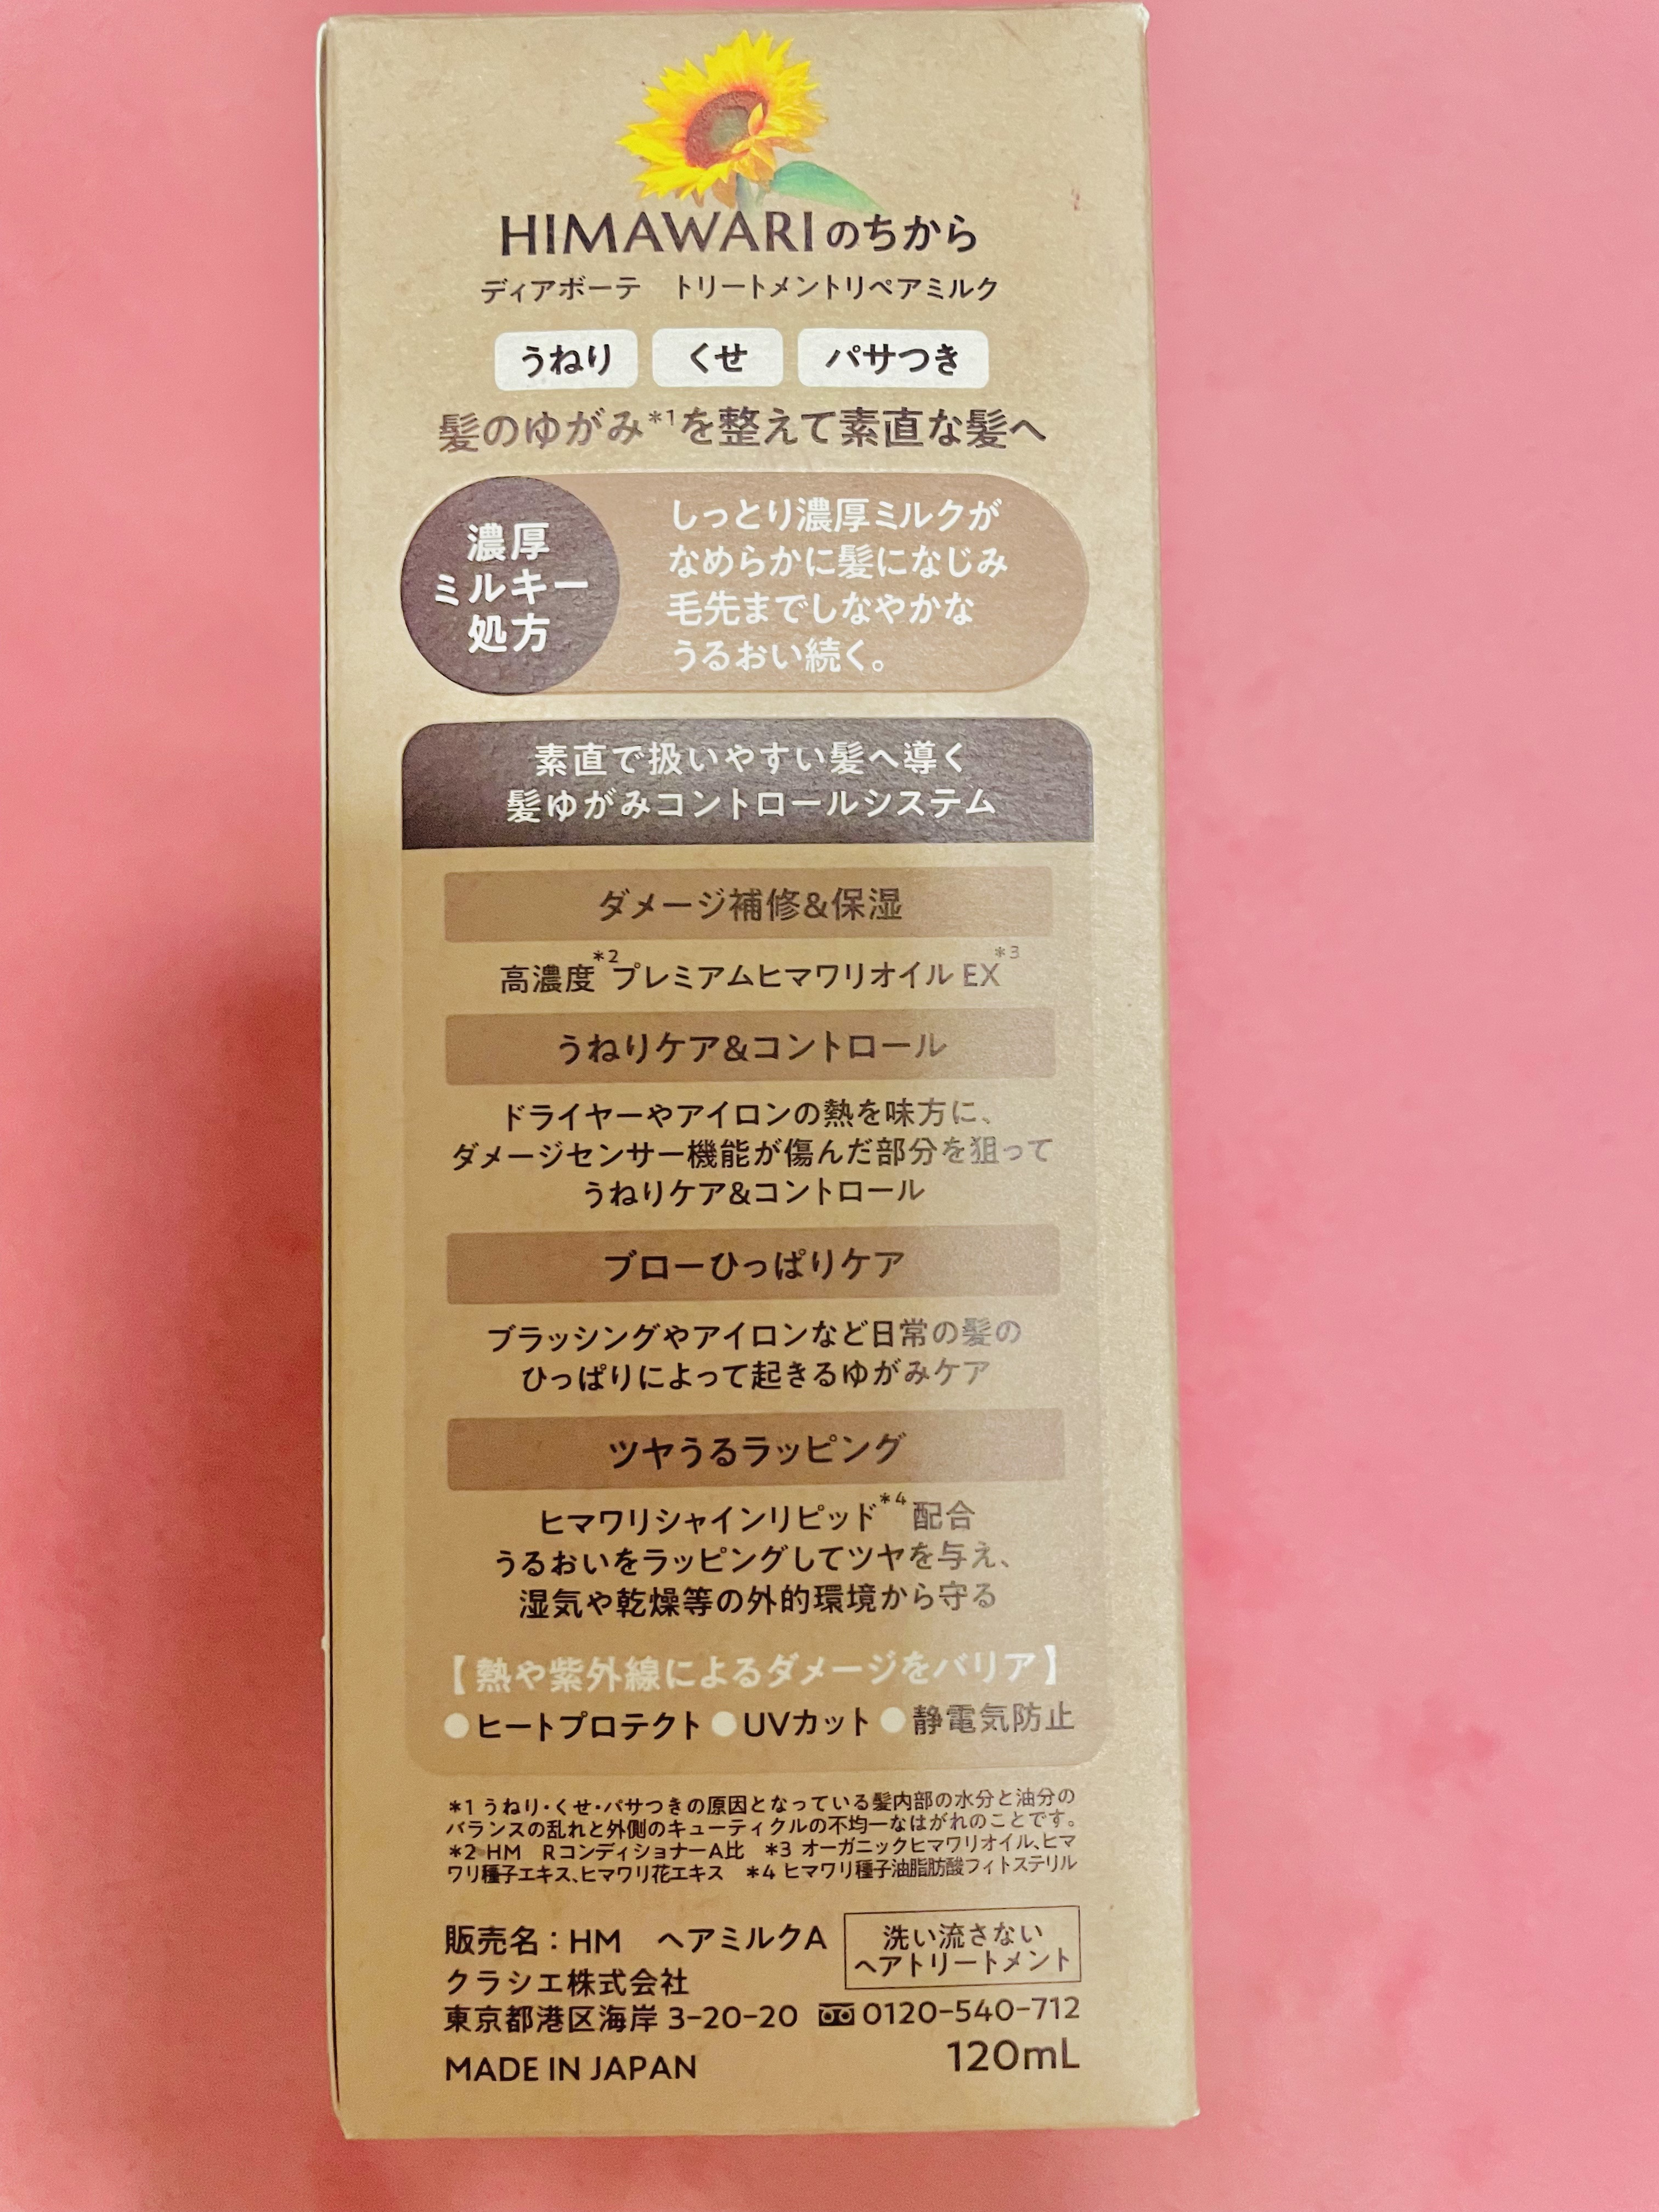 HIMAWARIのちから
ディアボーテ　トリートメントリペアミルク
うねり くせ パサつき
髪のゆがみ*1を整えて素直な髪へ
濃厚
ミルキー
処方
しっとり濃厚ミルクが
なめらかに髪になじみ
毛先までしなやかな
うるおい続く。
素直で扱いやすい髪へ導く
髪ゆがみコントロールシステム
ダメージ補修&保湿
高濃度*2プレミアムヒマワリオイル EX*3
うねりケア&コントロール
ドライヤーやアイロンの熱を味方に、
ダメージセンサー機能が傷んだ部分を狙って
うねりケア&コントロール
ブローひっぱりケア
ブラッシングやアイロンなど日常の髪の
ひっぱりによって起きるゆがみケア
ツヤうるラッピング
ヒマワリシャインリピッド*4配合
うるおいをラッピングしてツヤを与え、
湿気や乾燥等の外的環境から守る
【熱や紫外線によるダメージをバリア】
●ヒートプロテクト ●UVカット ●静電気防止
*1 うねり・くせ・パサつきの原因となっている髪内部の水分と油分の
バランスの乱れと外側のキューティクルの不均一なはがれのことです。
*2 HM　RコンディショナーA比　*3 オーガニックヒマワリオイル、ヒマ
ワリ種子エキス、ヒマワリ花エキス　*4 ヒマワリ種子油脂肪酸フィトステリル
販売名：HM　ヘアミルクA
洗い流さない
ヘアトリートメント
クラシエ株式会社
東京都港区海岸 3-20-20 0120-540-712
MADE IN JAPAN 120mL